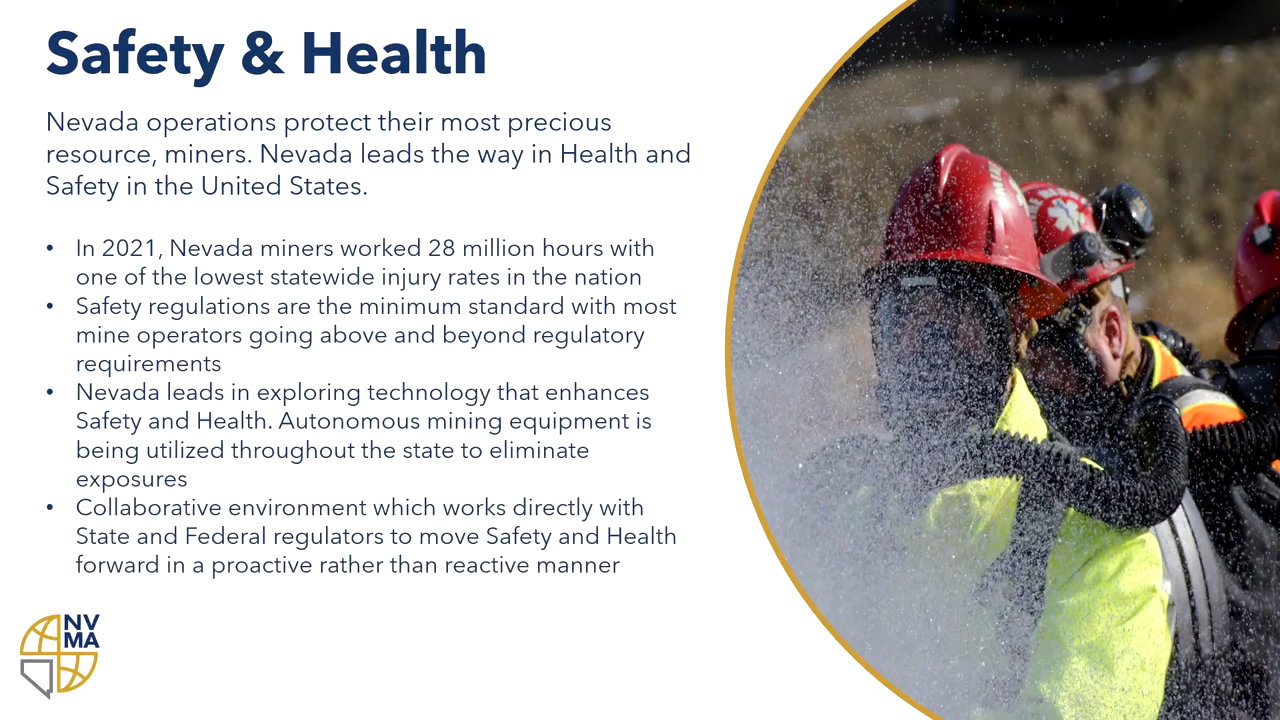 Safety & Health
Nevada operations protect their most precious
resource, miners. Nevada leads the way in Health and
Safety in the United States.
• In 2021, Nevada miners worked 28 million hours with
one of the lowest statewide injury rates in the nation
• Safety regulations are the minimum standard with most
mine operators going above and beyond regulatory
requirements
• Nevada leads in exploring technology that enhances
Safety and Health. Autonomous mining equipment is
being utilized throughout the state to eliminate
exposures
• Collaborative environment which works directly with
State and Federal regulators to move Safety and Health
forward in a proactive rather than reactive manner
NV
MA